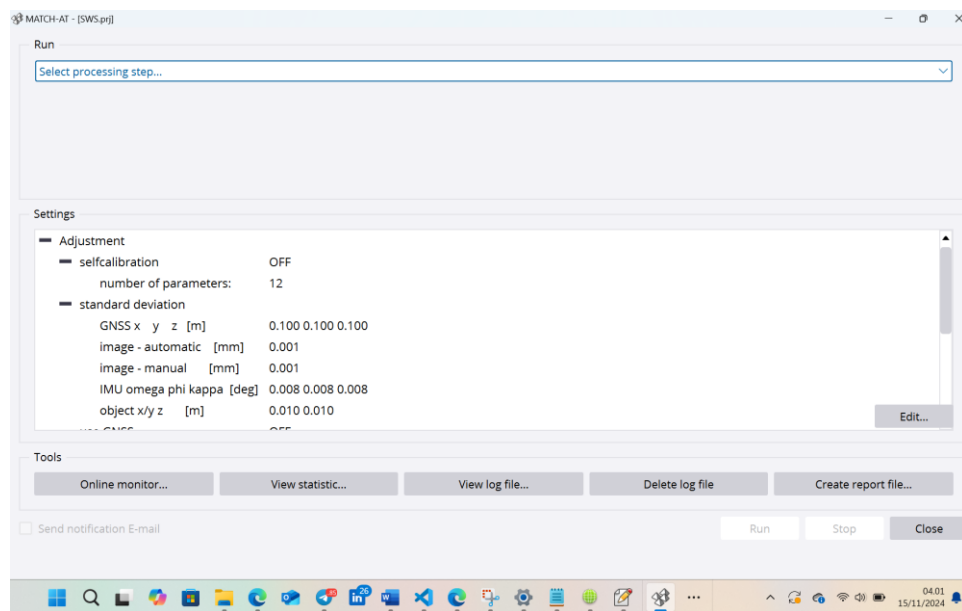 MATCH-AT - [SWS.prj]
Run
Select processing step...
Settings
Adjustment
selfcalibration OFF
number of parameters: 12
standard deviation
GNSS x y z [m] 0.100 0.100 0.100
image - automatic [mm] 0.001
image - manual [mm] 0.001
IMU omega phi kappa [deg] 0.008 0.008 0.008
object x/y z [m] 0.010 0.010
Edit...
Tools
Online monitor... View statistic... View log file... Delete log file Create report file...
Send notification E-mail Run Stop Close
26
04.01
15/11/2024